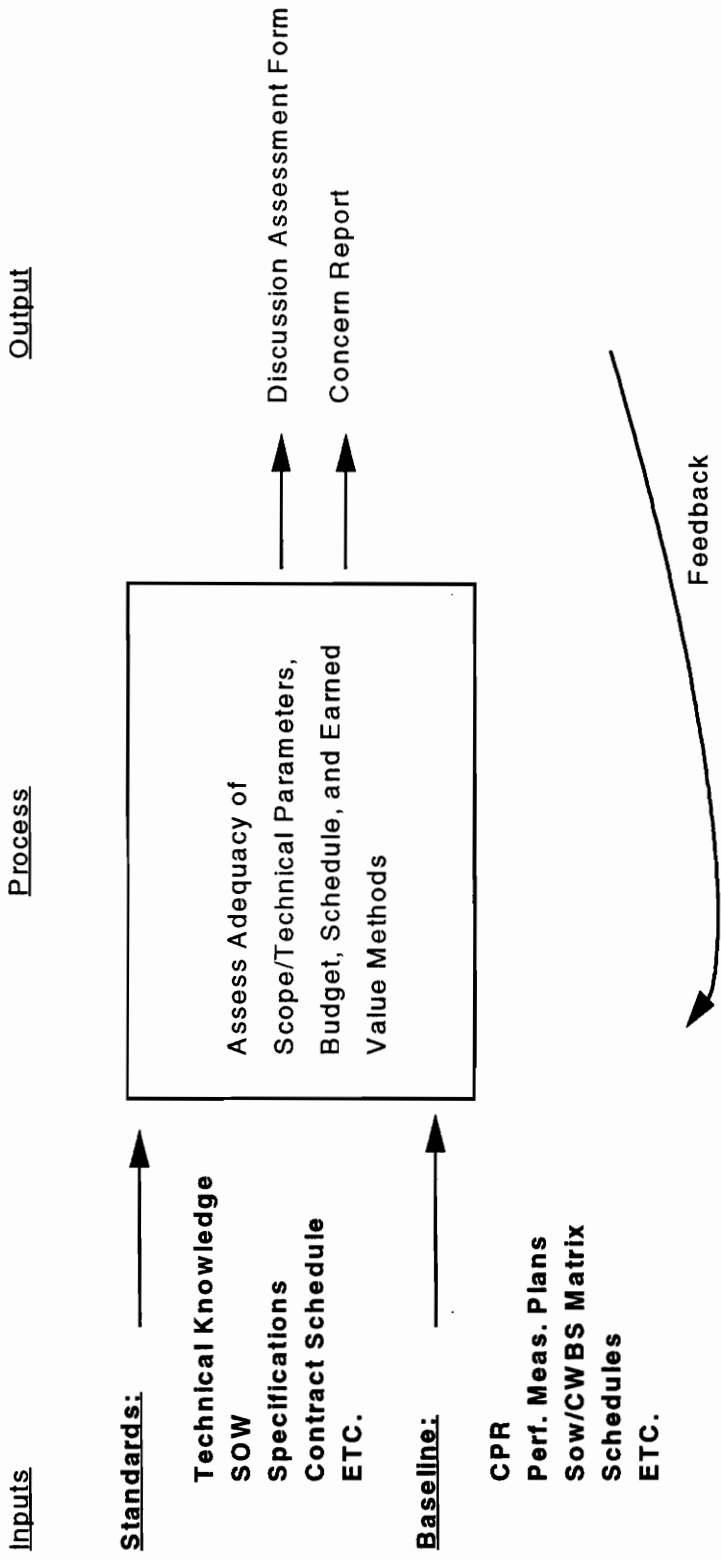 Inputs
Process
Output
Standards:
Technical Knowledge
SOW
Specifications
Contract Schedule
ETC.
Baseline:
CPR
Perf. Meas. Plans
Sow/CWBS Matrix
Schedules
ETC.
Assess Adequacy of
Scope/Technical Parameters,
Budget, Schedule, and Earned
Value Methods
Discussion Assessment Form
Concern Report
Feedback